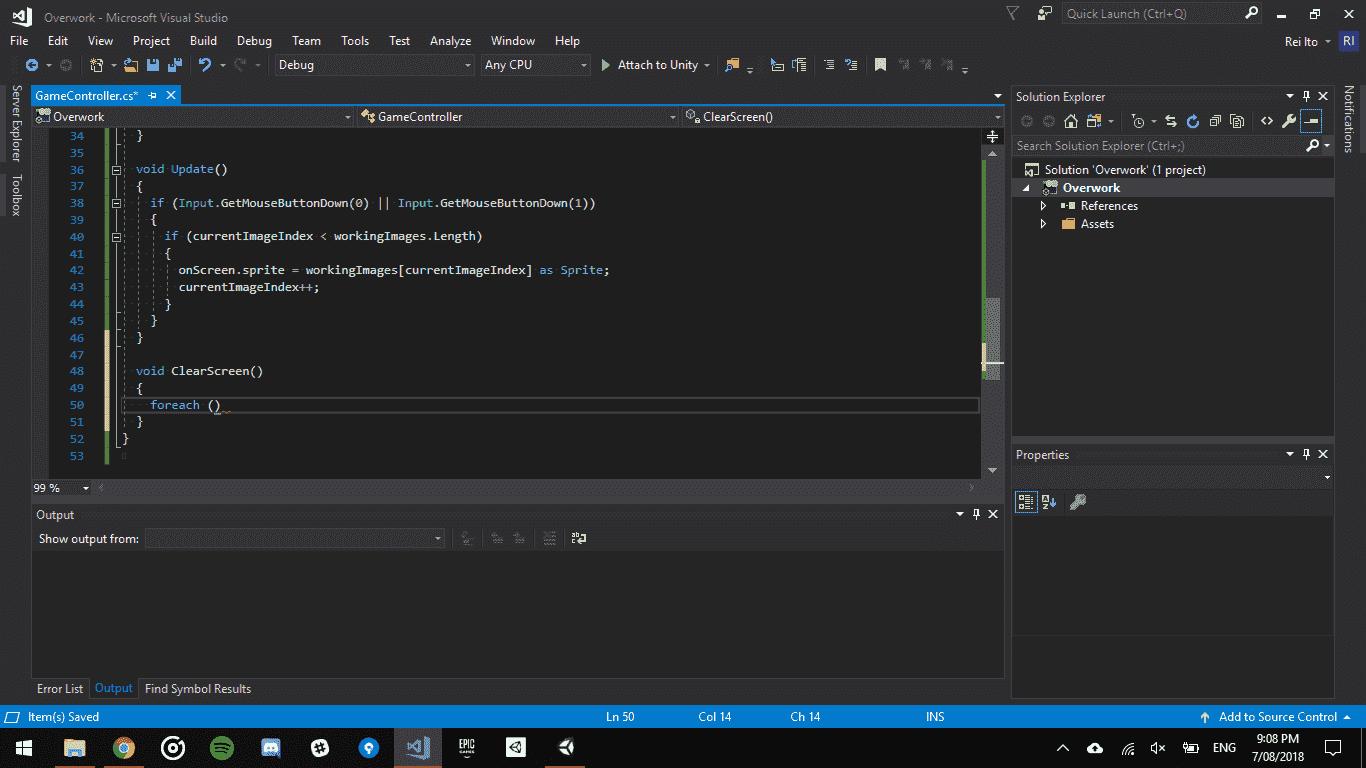 Overwork - Microsoft Visual Studio
Quick Launch (Ctrl+Q)
File Edit View Project Build Debug Team Tools Test Analyze Window Help
Rei Ito RI
Debug Any CPU Attach to Unity
Server Explorer
Toolbox
GameController.cs*
Overwork GameController ClearScreen()
34 }
35
36 void Update()
37 {
38 if (Input.GetMouseButtonDown(0) || Input.GetMouseButtonDown(1))
39 {
40 if (currentImageIndex < workingImages.Length)
41 {
42 onScreen.sprite = workingImages[currentImageIndex] as Sprite;
43 currentImageIndex++;
44 }
45 }
46 }
47
48 void ClearScreen()
49 {
50 foreach ()
51 }
52 }
53
99 %
Output
Show output from:
Error List Output Find Symbol Results
Solution Explorer
Search Solution Explorer (Ctrl+;)
Solution 'Overwork' (1 project)
Overwork
References
Assets
Properties
Notifications
Item(s) Saved Ln 50 Col 14 Ch 14 INS Add to Source Control
EPIC
GAMES
ENG
9:08 PM
7/08/2018